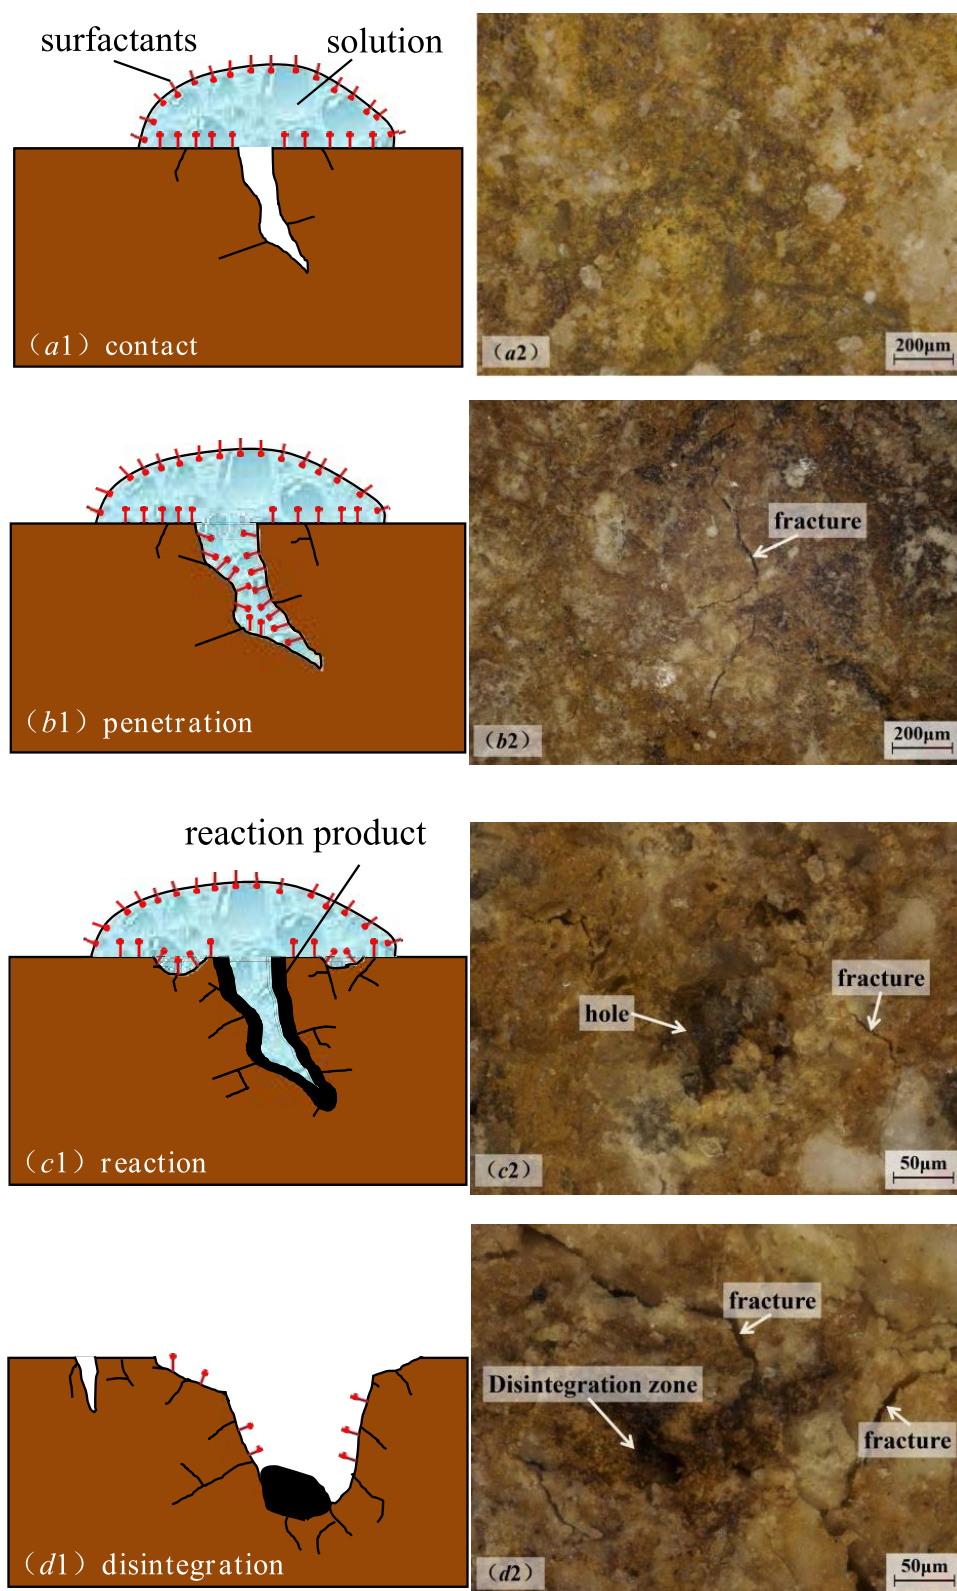 surfactants
solution
（a1）contact
（a2）
200μm
fracture
（b1）penetration
（b2）
200μm
reaction product
hole
fracture
（c1）reaction
（c2）
50μm
fracture
Disintegration zone
fracture
（d1）disintegration
（d2）
50μm